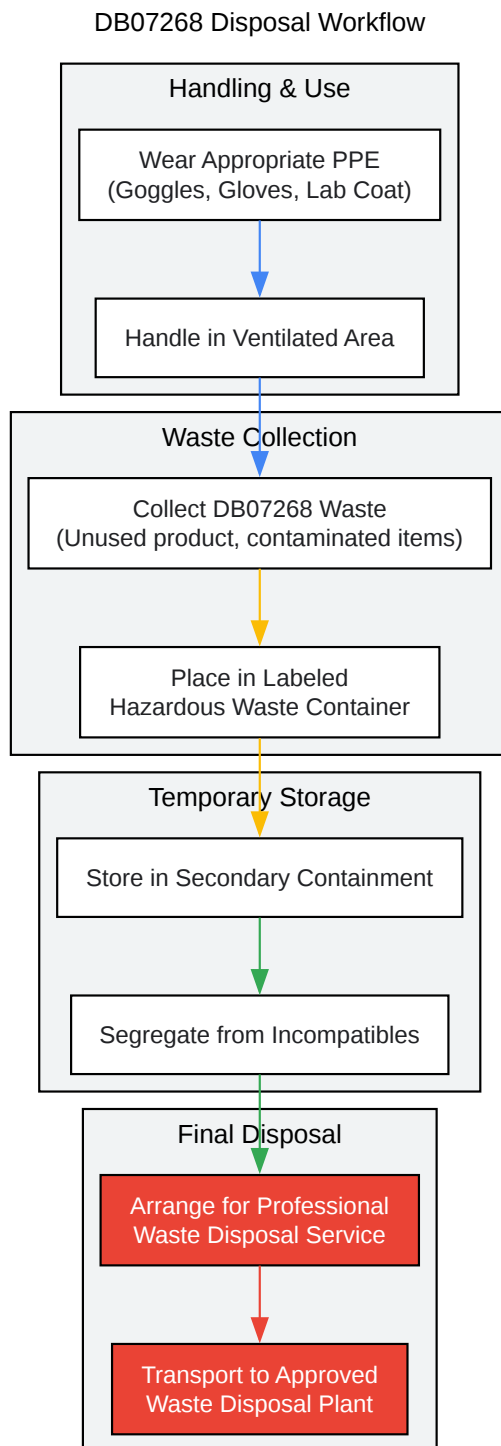 DB07268 Disposal Workflow
Handling & Use
Wear Appropriate PPE
(Goggles, Gloves, Lab Coat)
Handle in Ventilated Area
Waste Collection
Collect DB07268 Waste
(Unused product, contaminated items)
Place in Labeled
Hazardous Waste Container
Temporary Storage
Store in Secondary Containment
Segregate from Incompatibles
Final Disposal
Arrange for Professional
Waste Disposal Service
Transport to Approved
Waste Disposal Plant